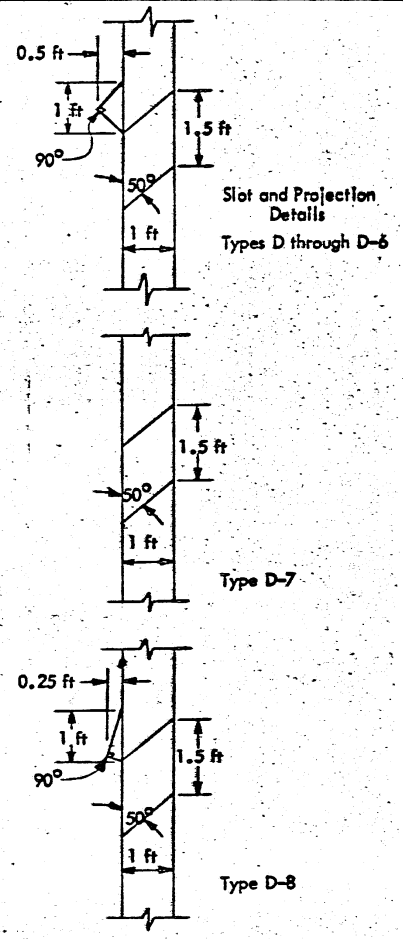 0.5 ft
1 ft
1.5 ft
90°
50°
Slot and Projection
Details
Types D through D-6
1 ft
1.5 ft
50°
1 ft
Type D-7
0.25 ft
1 ft
1.5 ft
90°
50°
1 ft
Type D-8